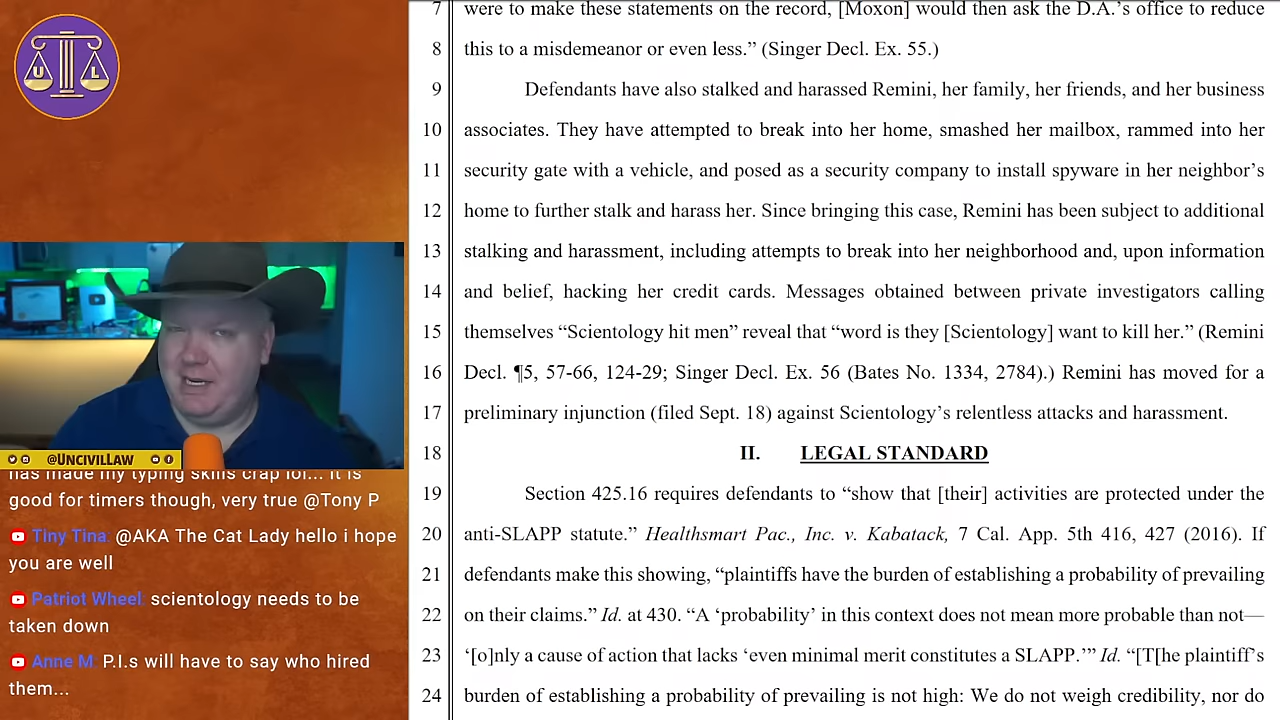 U L
@UNCIVILLAW
has made my typing skills crap lol... it is
good for timers though, very true @Tony P
Tiny Tina: @AKA The Cat Lady hello i hope
you are well
Patriot Wheel: scientology needs to be
taken down
Anne M: P.I.s will have to say who hired
them...
7 were to make these statements on the record, [Moxon] would then ask the D.A.’s office to reduce
8 this to a misdemeanor or even less.” (Singer Decl. Ex. 55.)
9 Defendants have also stalked and harassed Remini, her family, her friends, and her business
10 associates. They have attempted to break into her home, smashed her mailbox, rammed into her
11 security gate with a vehicle, and posed as a security company to install spyware in her neighbor’s
12 home to further stalk and harass her. Since bringing this case, Remini has been subject to additional
13 stalking and harassment, including attempts to break into her neighborhood and, upon information
14 and belief, hacking her credit cards. Messages obtained between private investigators calling
15 themselves “Scientology hit men” reveal that “word is they [Scientology] want to kill her.” (Remini
16 Decl. ¶5, 57-66, 124-29; Singer Decl. Ex. 56 (Bates No. 1334, 2784).) Remini has moved for a
17 preliminary injunction (filed Sept. 18) against Scientology’s relentless attacks and harassment.
18 II. LEGAL STANDARD
19 Section 425.16 requires defendants to “show that [their] activities are protected under the
20 anti-SLAPP statute.” Healthsmart Pac., Inc. v. Kabatack, 7 Cal. App. 5th 416, 427 (2016). If
21 defendants make this showing, “plaintiffs have the burden of establishing a probability of prevailing
22 on their claims.” Id. at 430. “A ‘probability’ in this context does not mean more probable than not—
23 ‘[o]nly a cause of action that lacks ‘even minimal merit constitutes a SLAPP.’” Id. “[T[he plaintiff’s
24 burden of establishing a probability of prevailing is not high: We do not weigh credibility, nor do